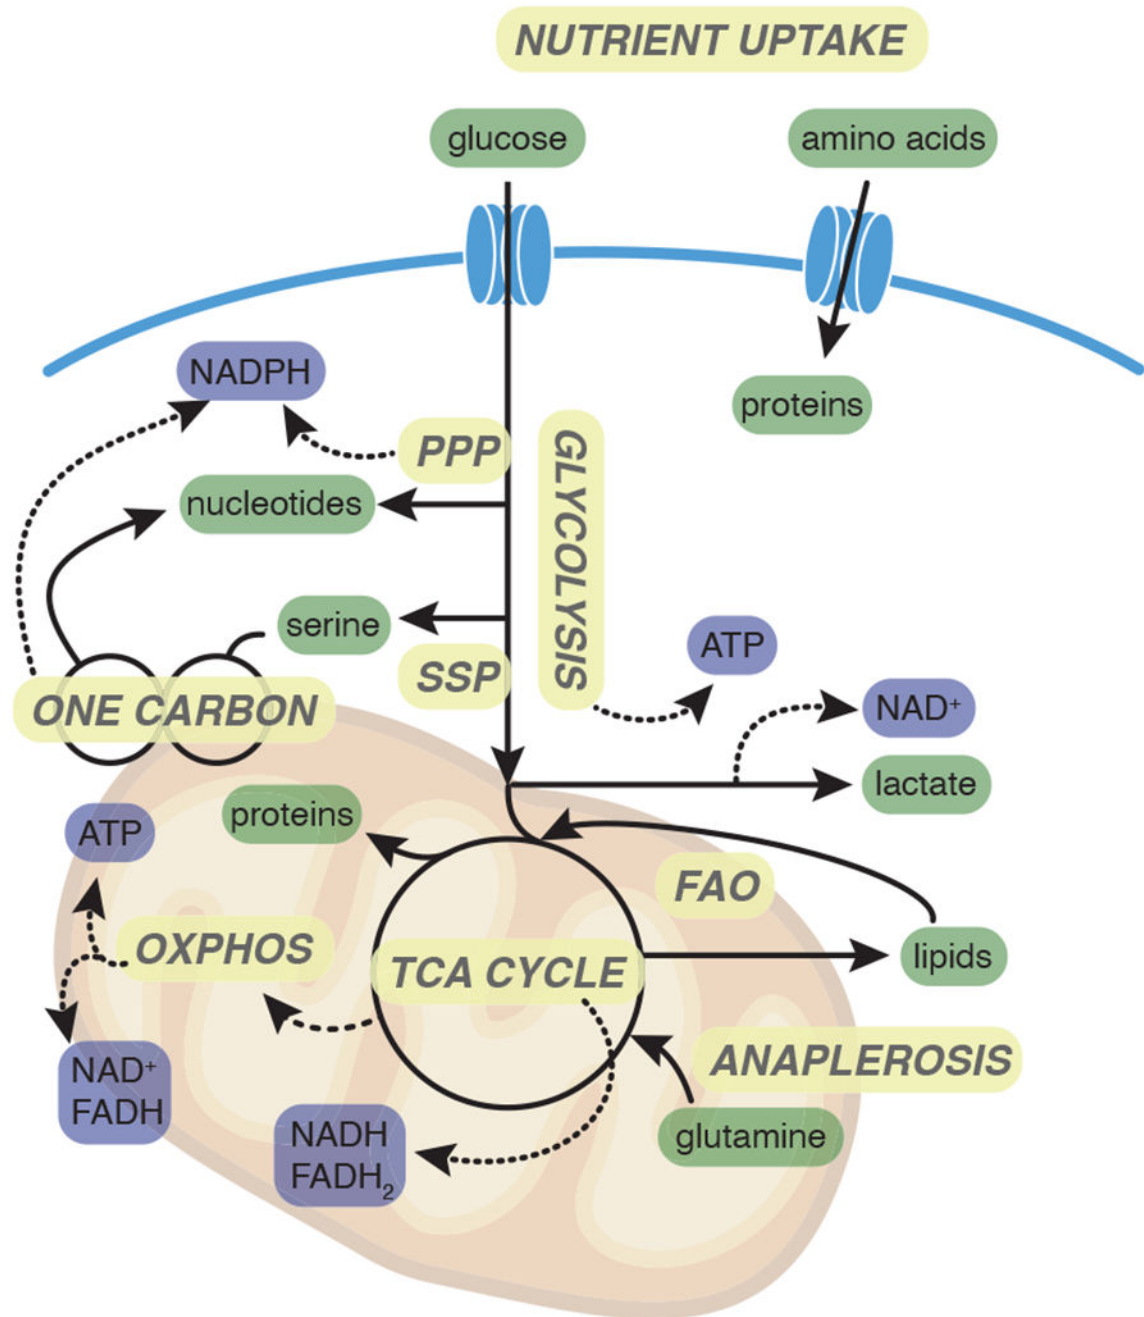 NUTRIENT UPTAKE
glucose
amino acids
NADPH
proteins
PPP
GLYCOLYSIS
nucleotides
serine
ATP
SSP
NAD⁺
ONE CARBON
lactate
proteins
ATP
FAO
OXPHOS
TCA CYCLE
lipids
ANAPLEROSIS
NAD⁺
FADH
glutamine
NADH
FADH₂